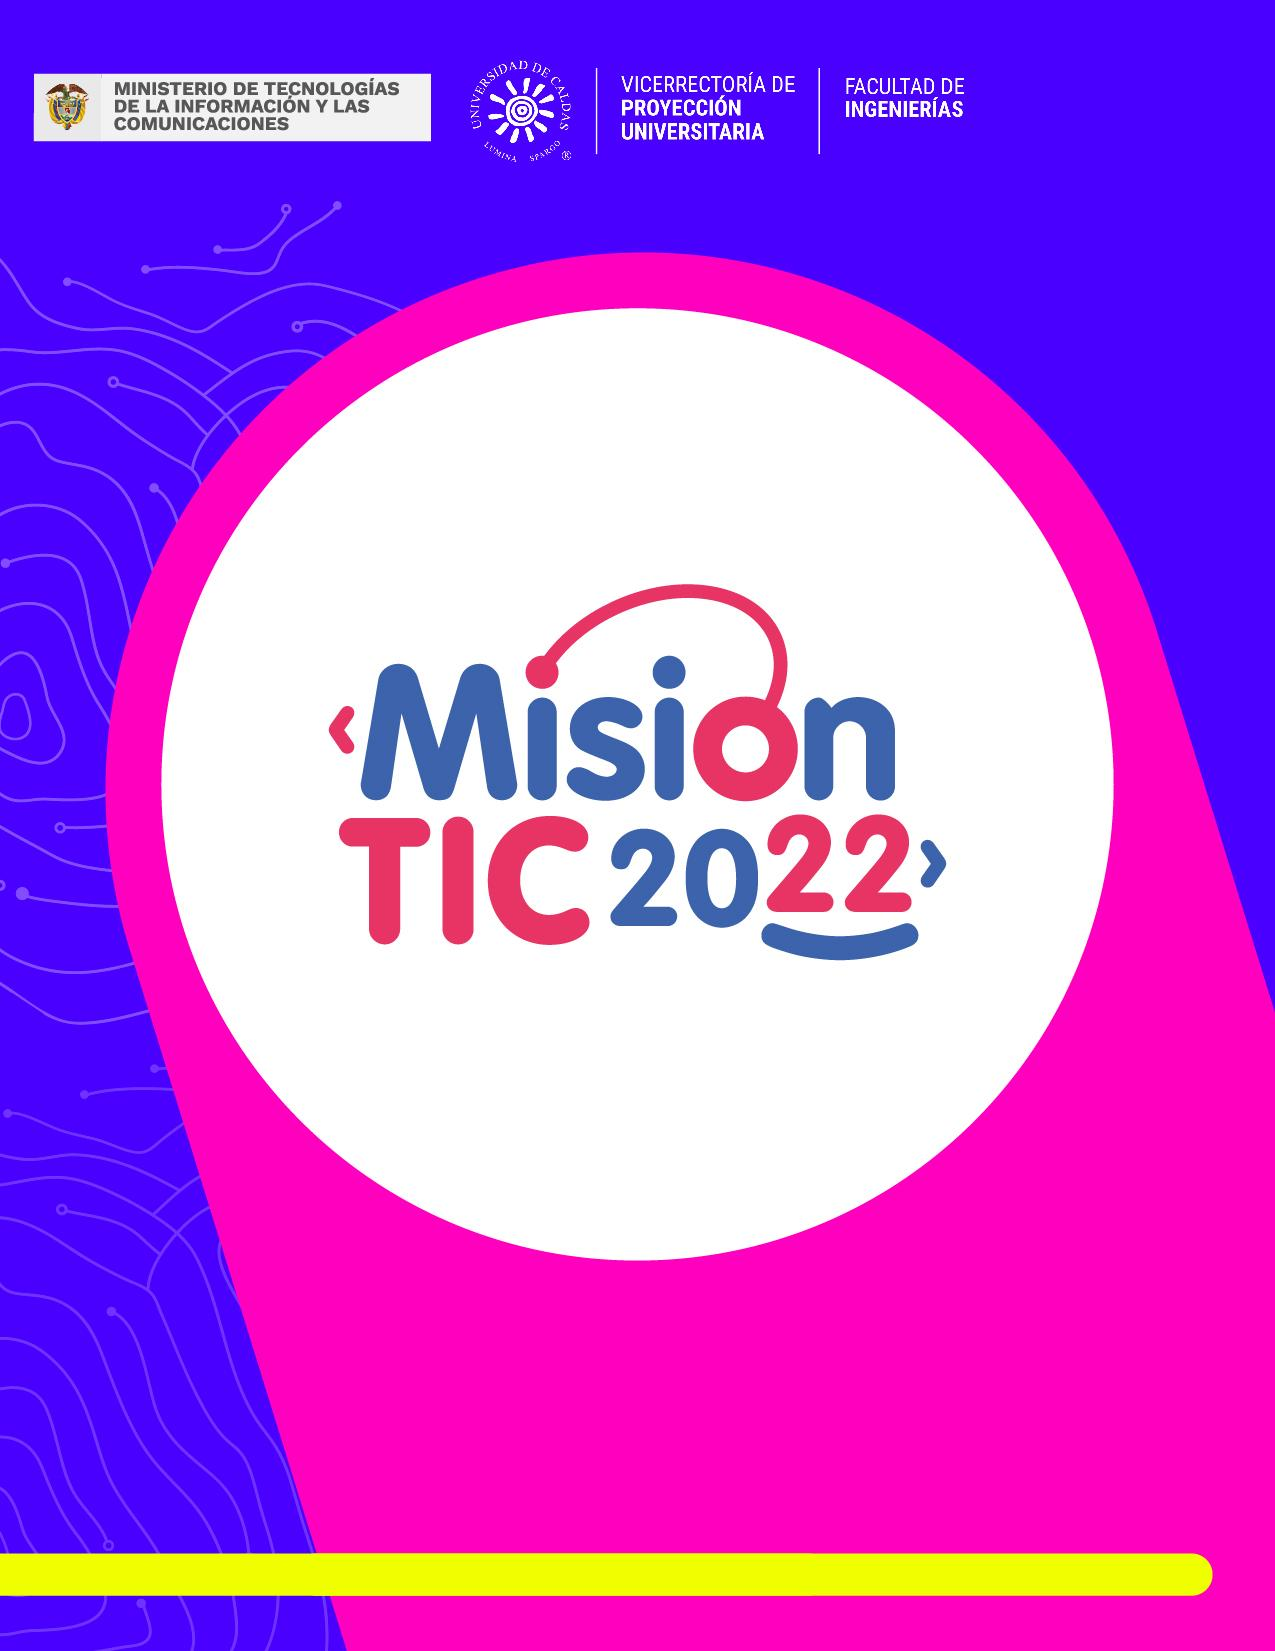 MINISTERIO DE TECNOLOGÍAS
DE LA INFORMACIÓN Y LAS
COMUNICACIONES
UNIVERSIDAD DE CALDAS
LUMINA SPARGO
®
VICERRECTORÍA DE
PROYECCIÓN
UNIVERSITARIA
FACULTAD DE
INGENIERÍAS
‹Mision
TIC 2022›